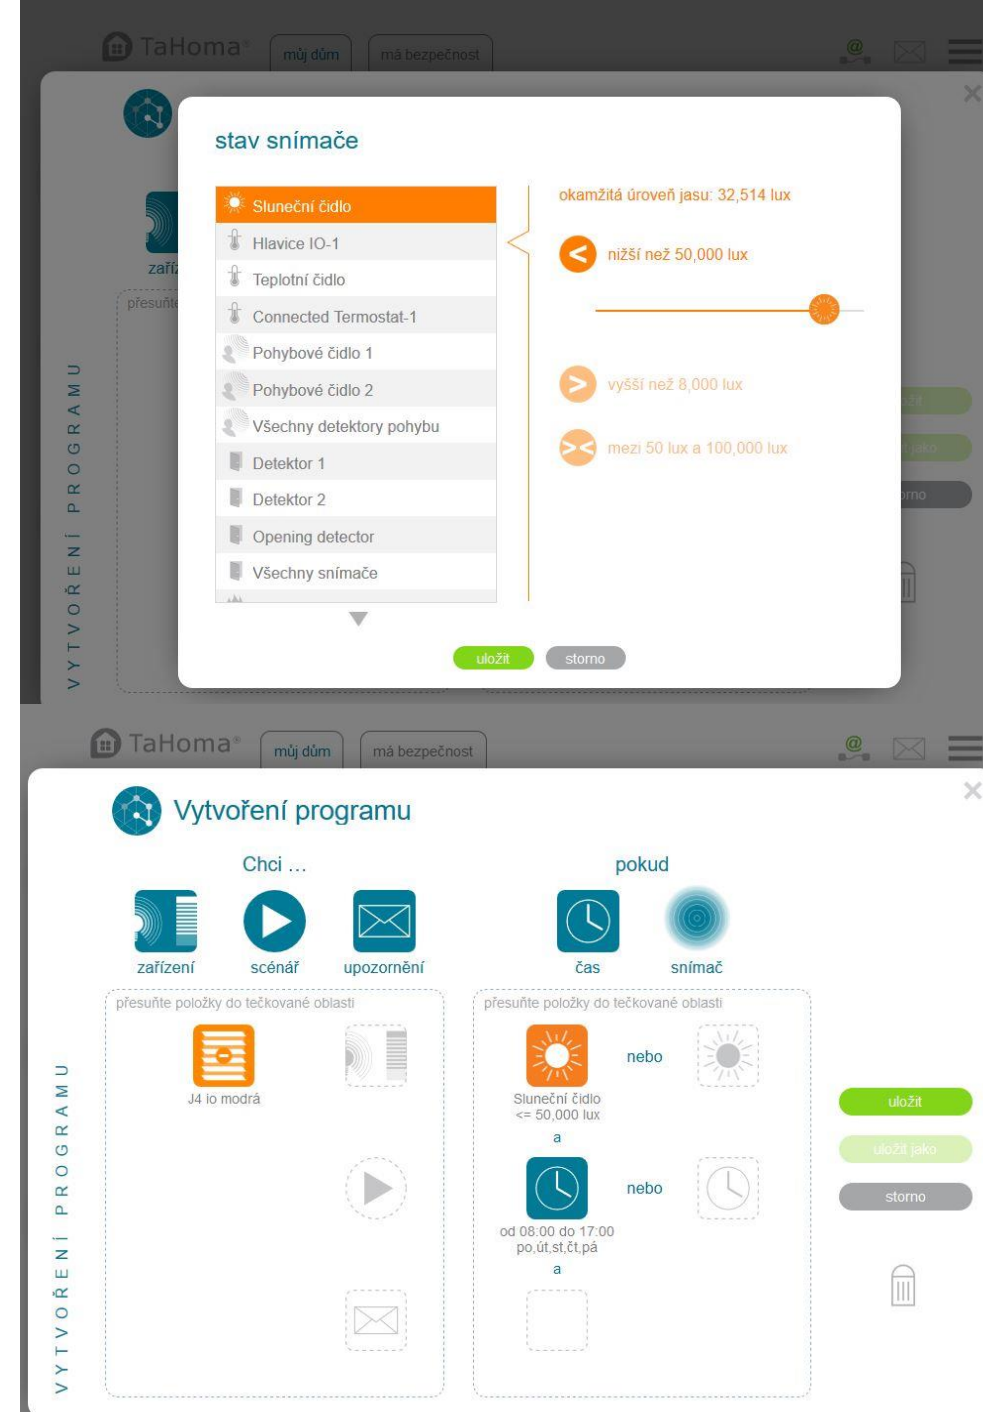 TaHoma®
můj dům
má bezpečnost
@
stav snímače
Sluneční čidlo
Hlavice IO-1
Teplotní čidlo
Connected Termostat-1
Pohybové čidlo 1
Pohybové čidlo 2
Všechny detektory pohybu
Detektor 1
Detektor 2
Opening detector
Všechny snímače
okamžitá úroveň jasu: 32,514 lux
< nižší než 50,000 lux
> vyšší než 8,000 lux
>< mezi 50 lux a 100,000 lux
uložit
storno
přesuňte
VYTVOŘENÍ PROGRAMU
TaHoma®
můj dům
má bezpečnost
@
Vytvoření programu
Chci ...
pokud
zařízení
scénář
upozornění
čas
snímač
přesuňte položky do tečkované oblasti
J4 io modrá
přesuňte položky do tečkované oblasti
nebo
Sluneční čidlo
<= 50,000 lux
a
nebo
od 08:00 do 17:00
po,út,st,čt,pá
a
uložit
uložit jako
storno
VYTVOŘENÍ PROGRAMU